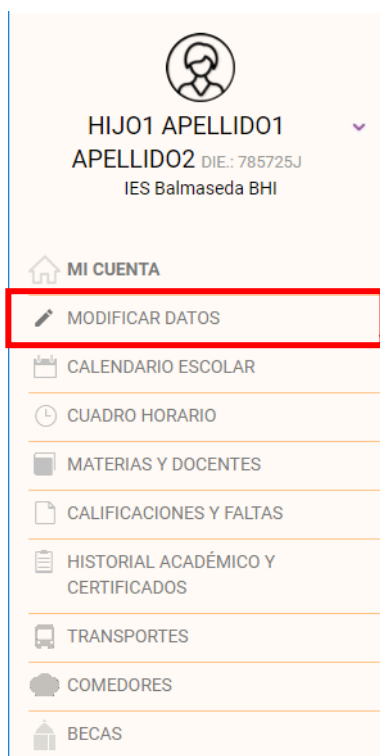 HIJO1 APELLIDO1
APELLIDO2 DIE.: 785725J
IES Balmaseda BHI
MI CUENTA
MODIFICAR DATOS
CALENDARIO ESCOLAR
CUADRO HORARIO
MATERIAS Y DOCENTES
CALIFICACIONES Y FALTAS
HISTORIAL ACADÉMICO Y
CERTIFICADOS
TRANSPORTES
COMEDORES
BECAS